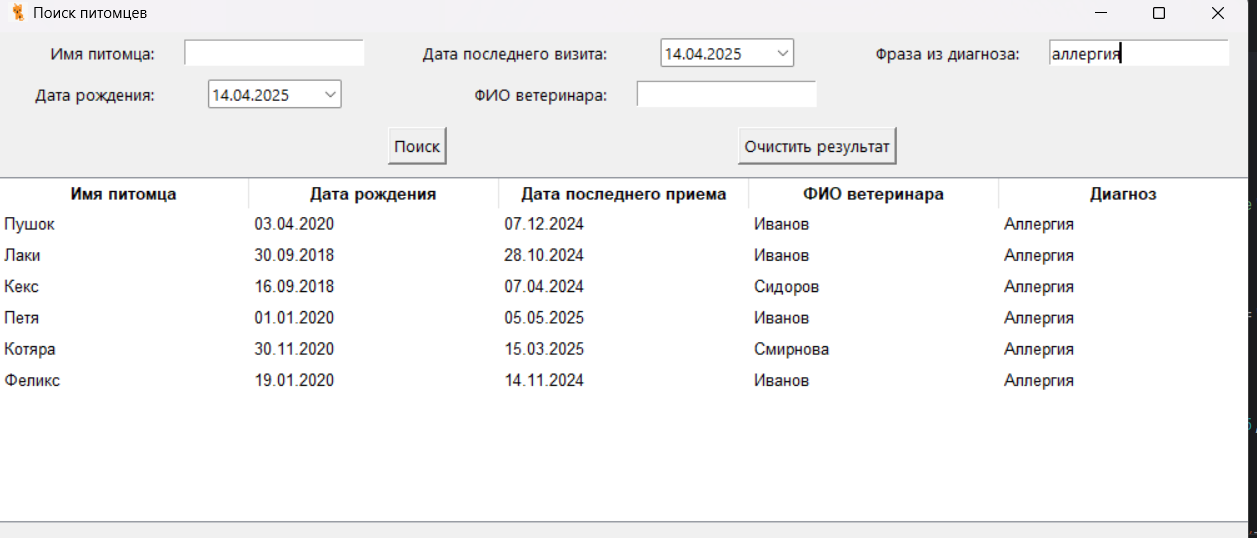 Поиск питомцев
Имя питомца: Дата последнего визита: 14.04.2025 Фраза из диагноза: аллергия
Дата рождения: 14.04.2025 ФИО ветеринара:
Поиск Очистить результат
Имя питомца Дата рождения Дата последнего приема ФИО ветеринара Диагноз
Пушок 03.04.2020 07.12.2024 Иванов Аллергия
Лаки 30.09.2018 28.10.2024 Иванов Аллергия
Кекс 16.09.2018 07.04.2024 Сидоров Аллергия
Петя 01.01.2020 05.05.2025 Иванов Аллергия
Котяра 30.11.2020 15.03.2025 Смирнова Аллергия
Феликс 19.01.2020 14.11.2024 Иванов Аллергия